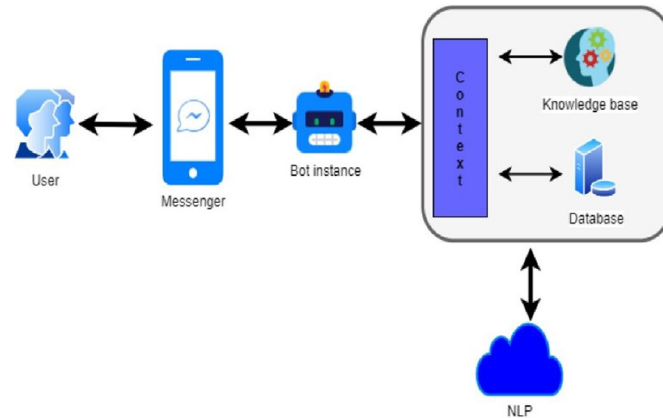 User
Messenger
Bot instance
Context
Knowledge base
Database
NLP